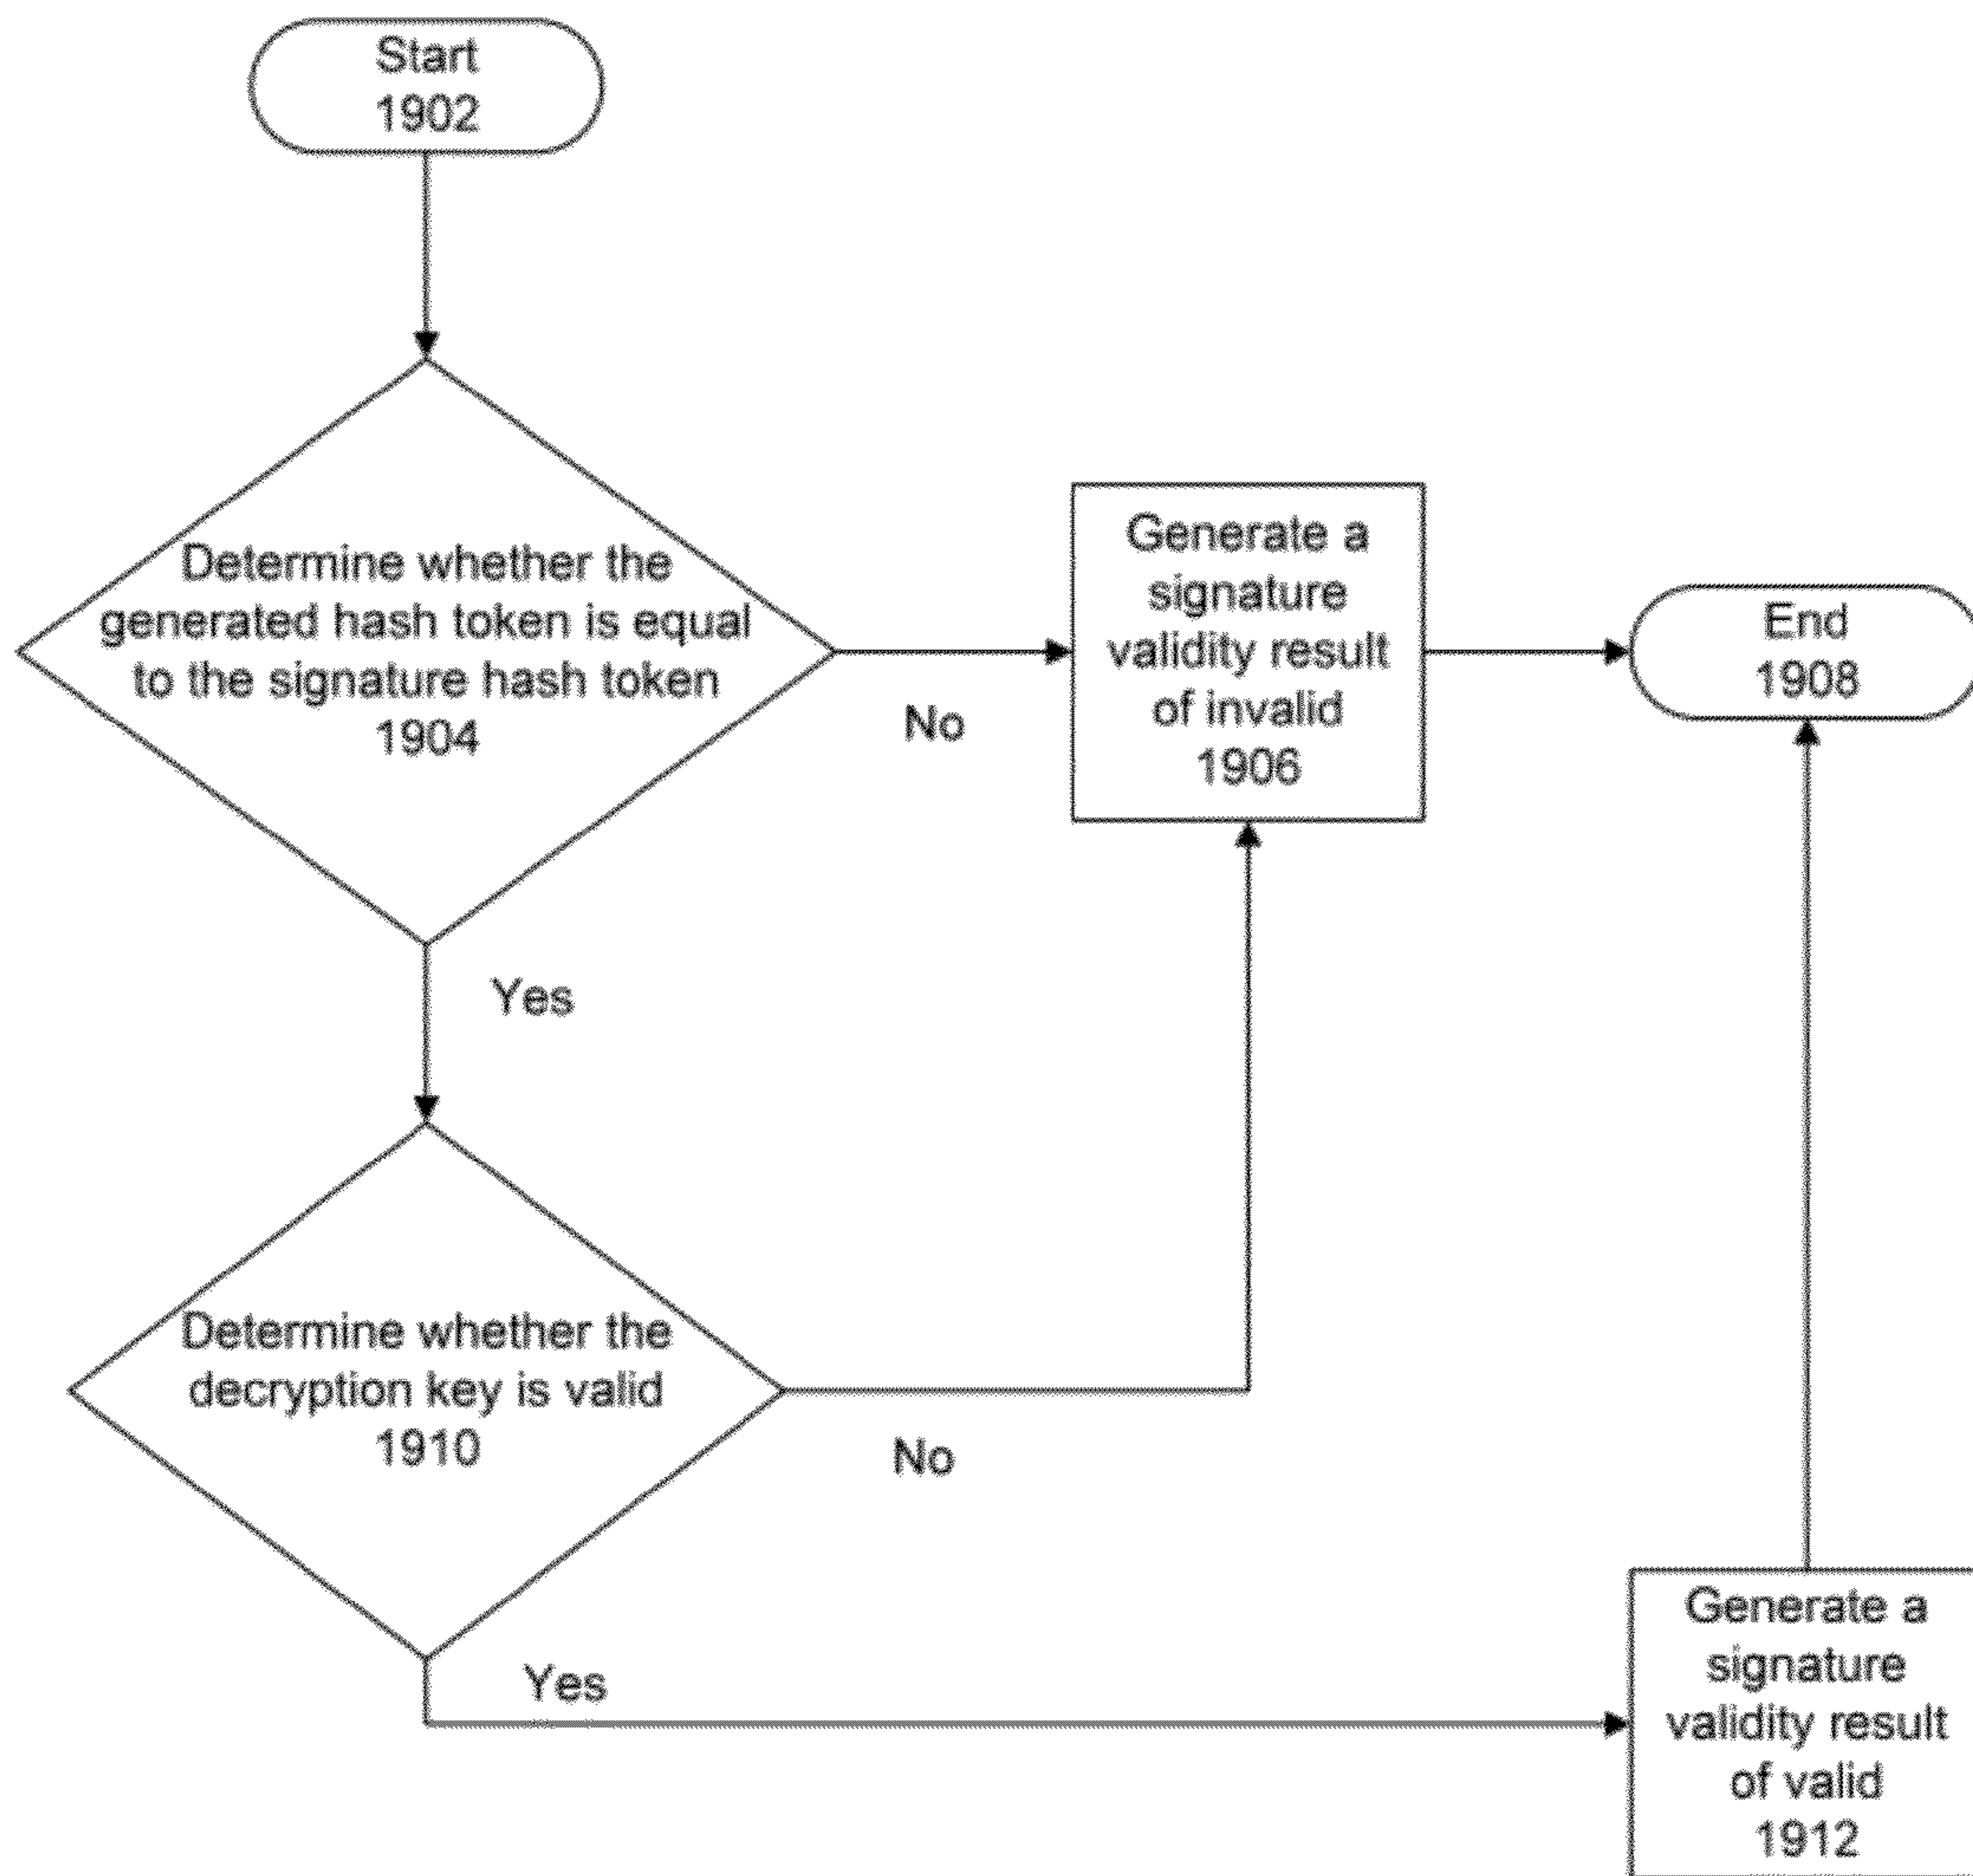 Start
1902
Determine whether the
generated hash token is equal
to the signature hash token
1904
No
Generate a
signature
validity result
of invalid
1906
End
1908
Yes
Determine whether the
decryption key is valid
1910
No
Yes
Generate a
signature
validity result
of valid
1912